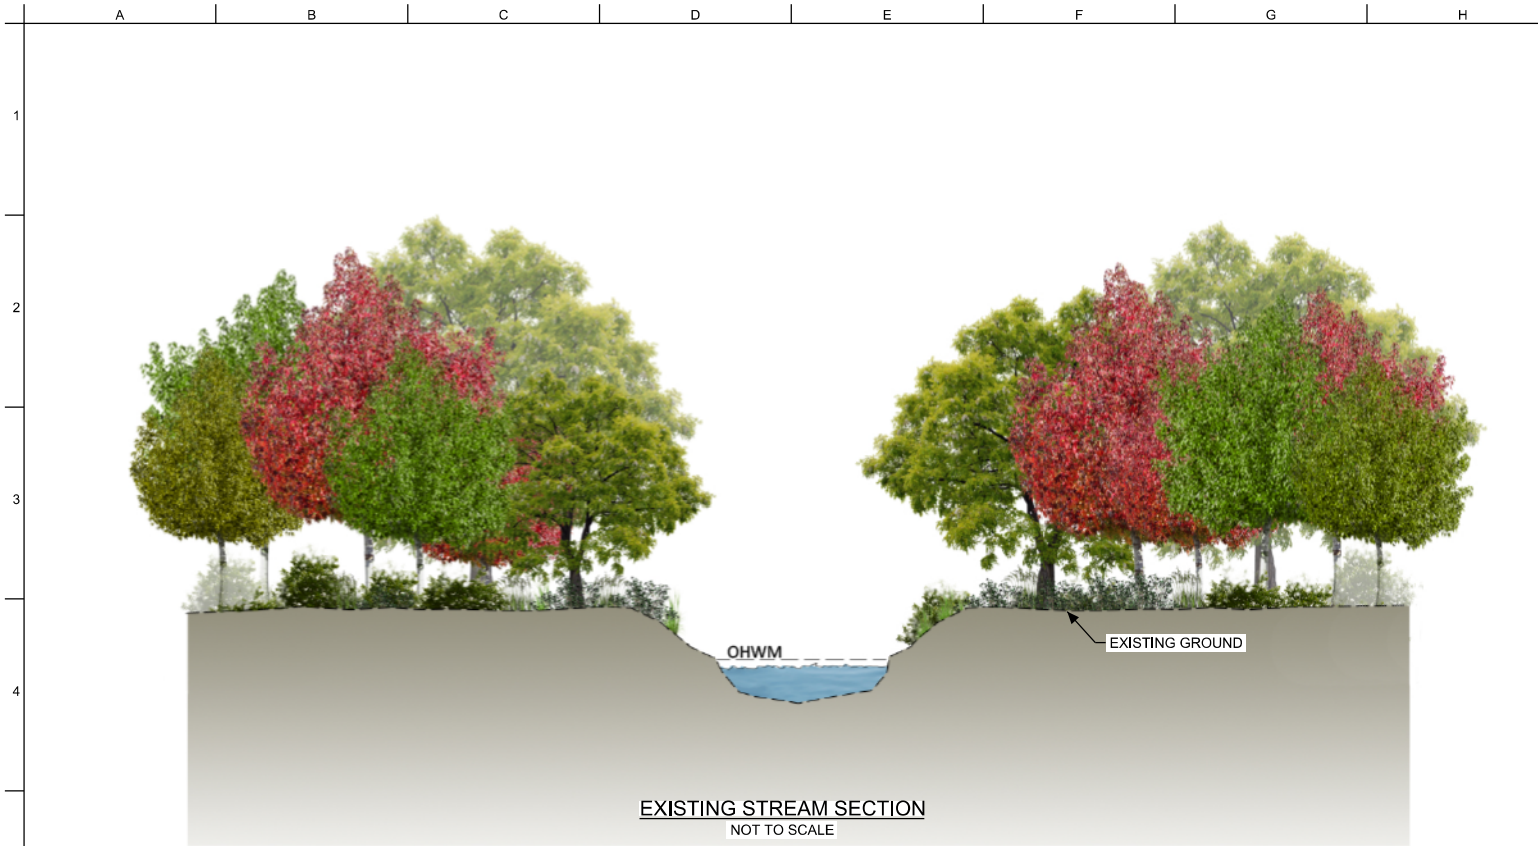 A B C D E F G H
1
2
3
OHWM
EXISTING GROUND
4
EXISTING STREAM SECTION
NOT TO SCALE